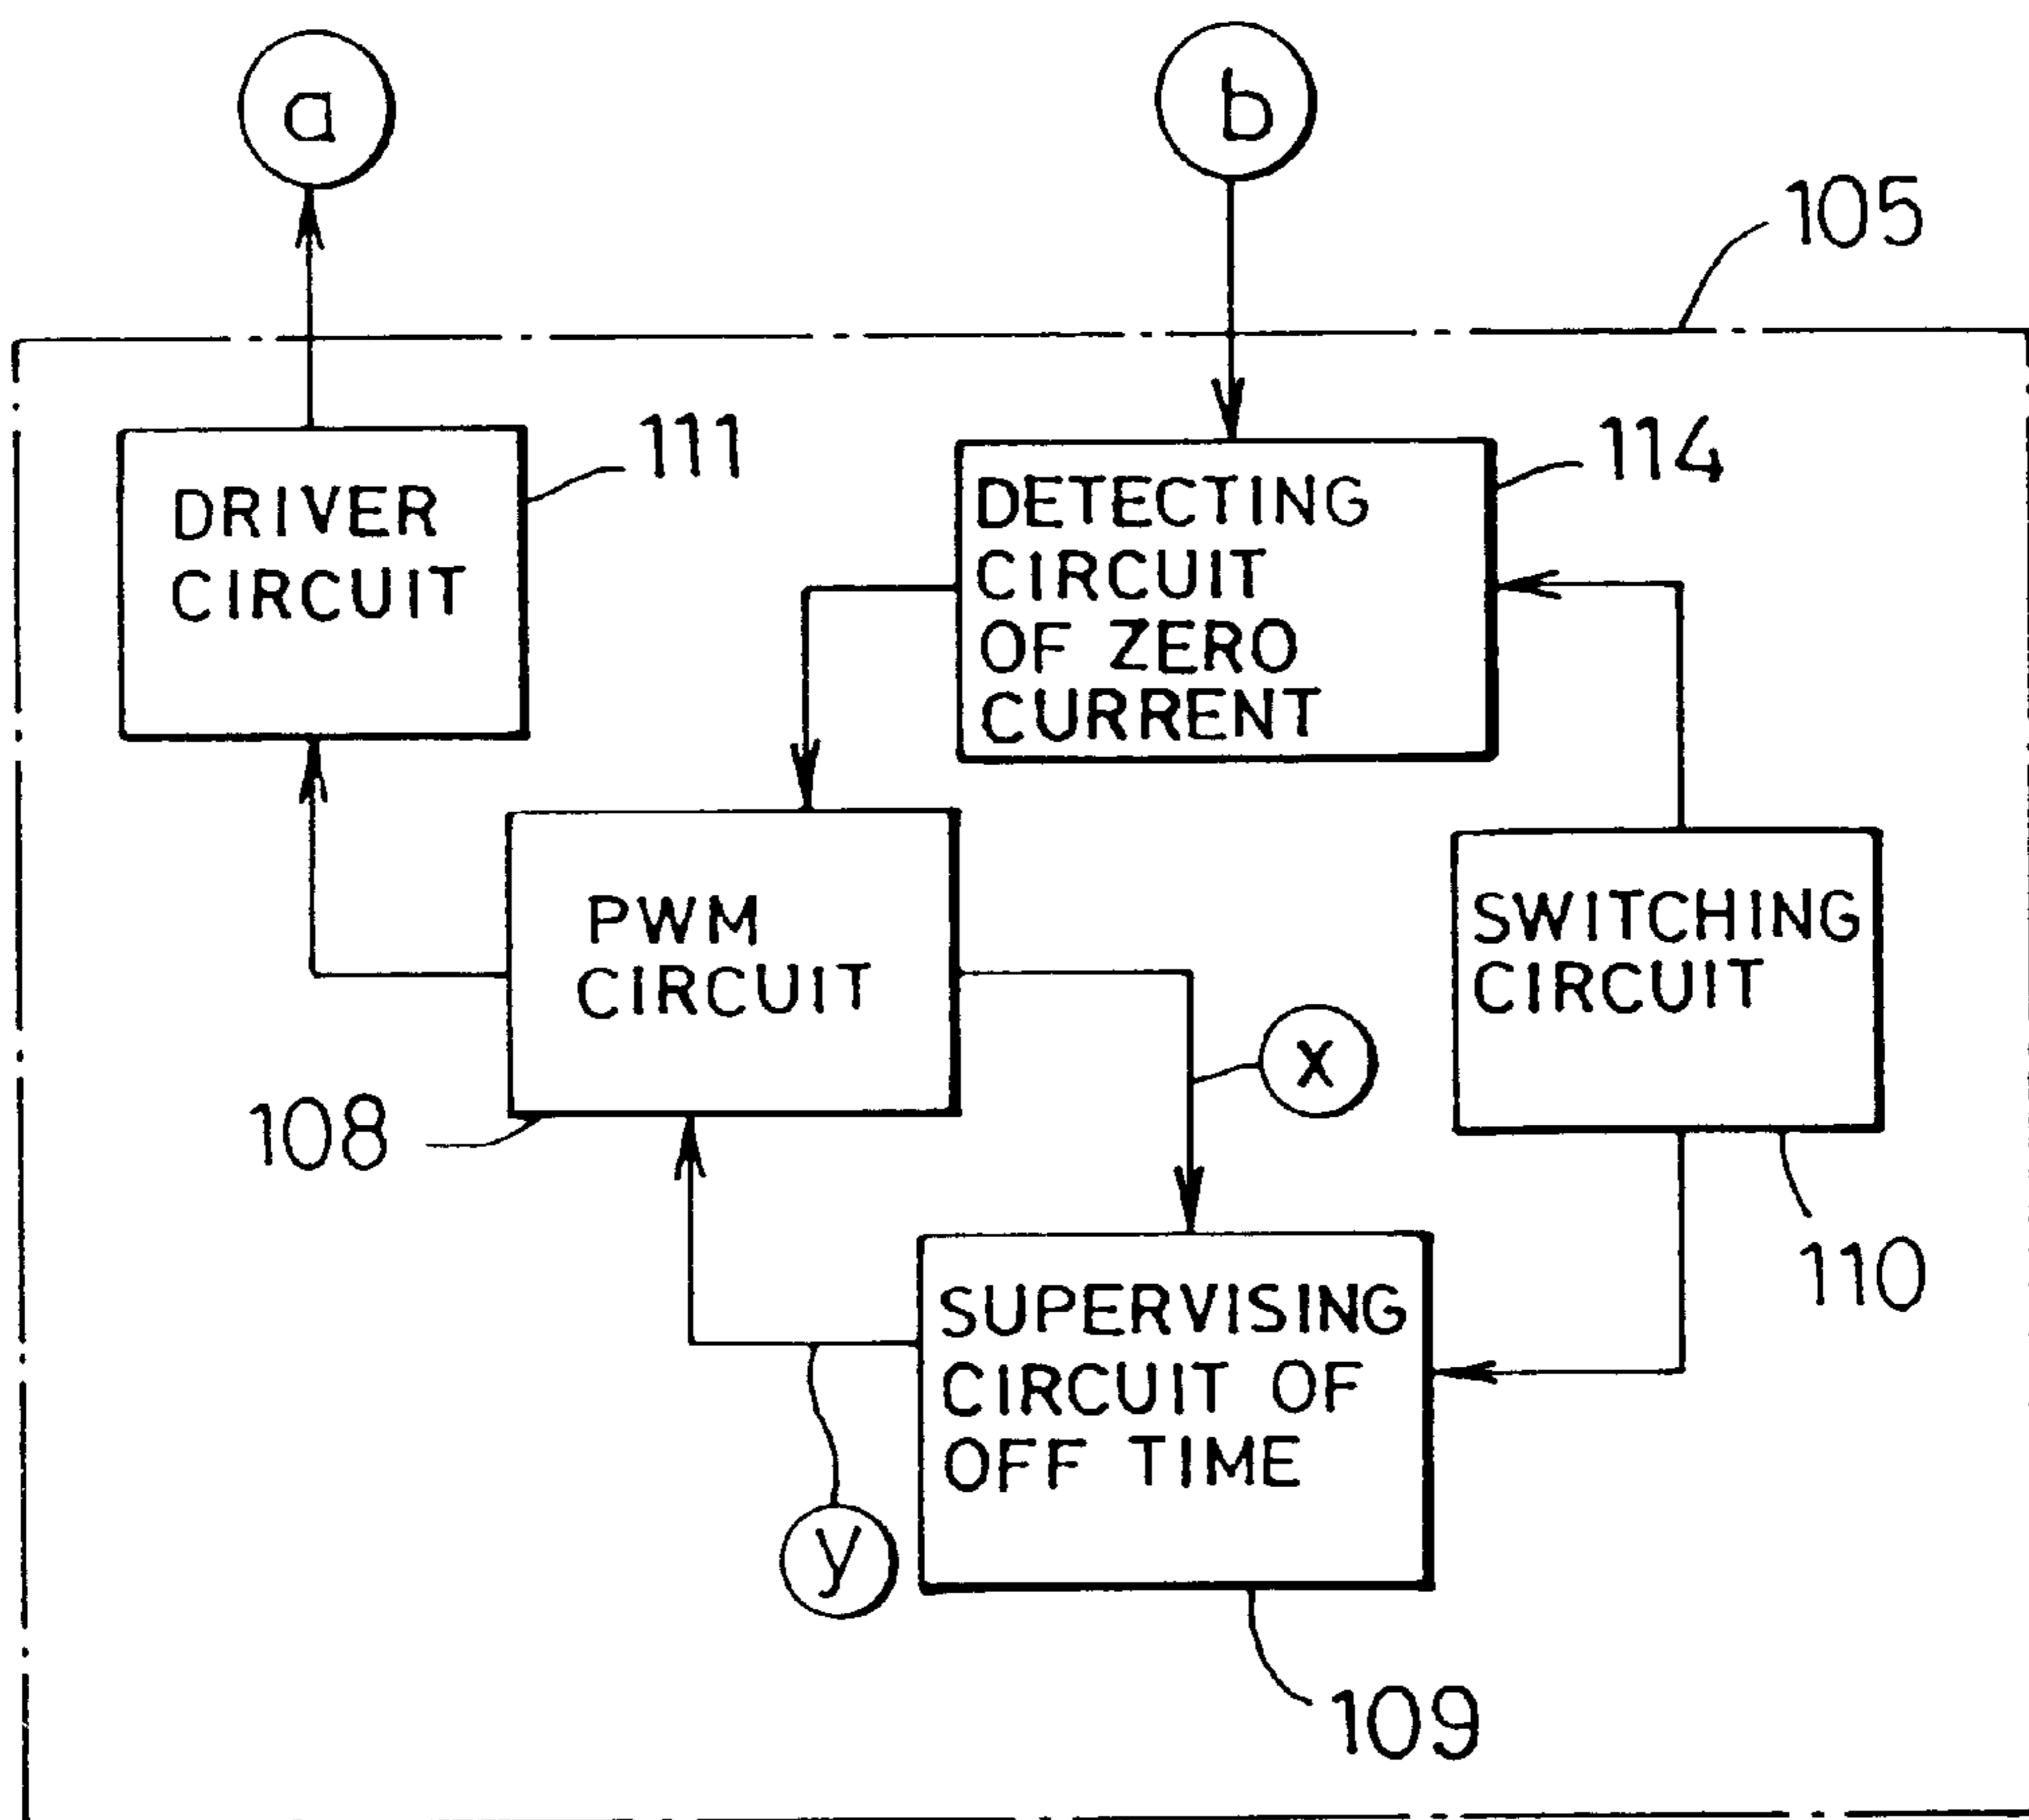 a
b
105
111
114
DRIVER
CIRCUIT
DETECTING
CIRCUIT
OF ZERO
CURRENT
PWM
CIRCUIT
SWITCHING
CIRCUIT
x
108
110
SUPERVISING
CIRCUIT OF
OFF TIME
y
109